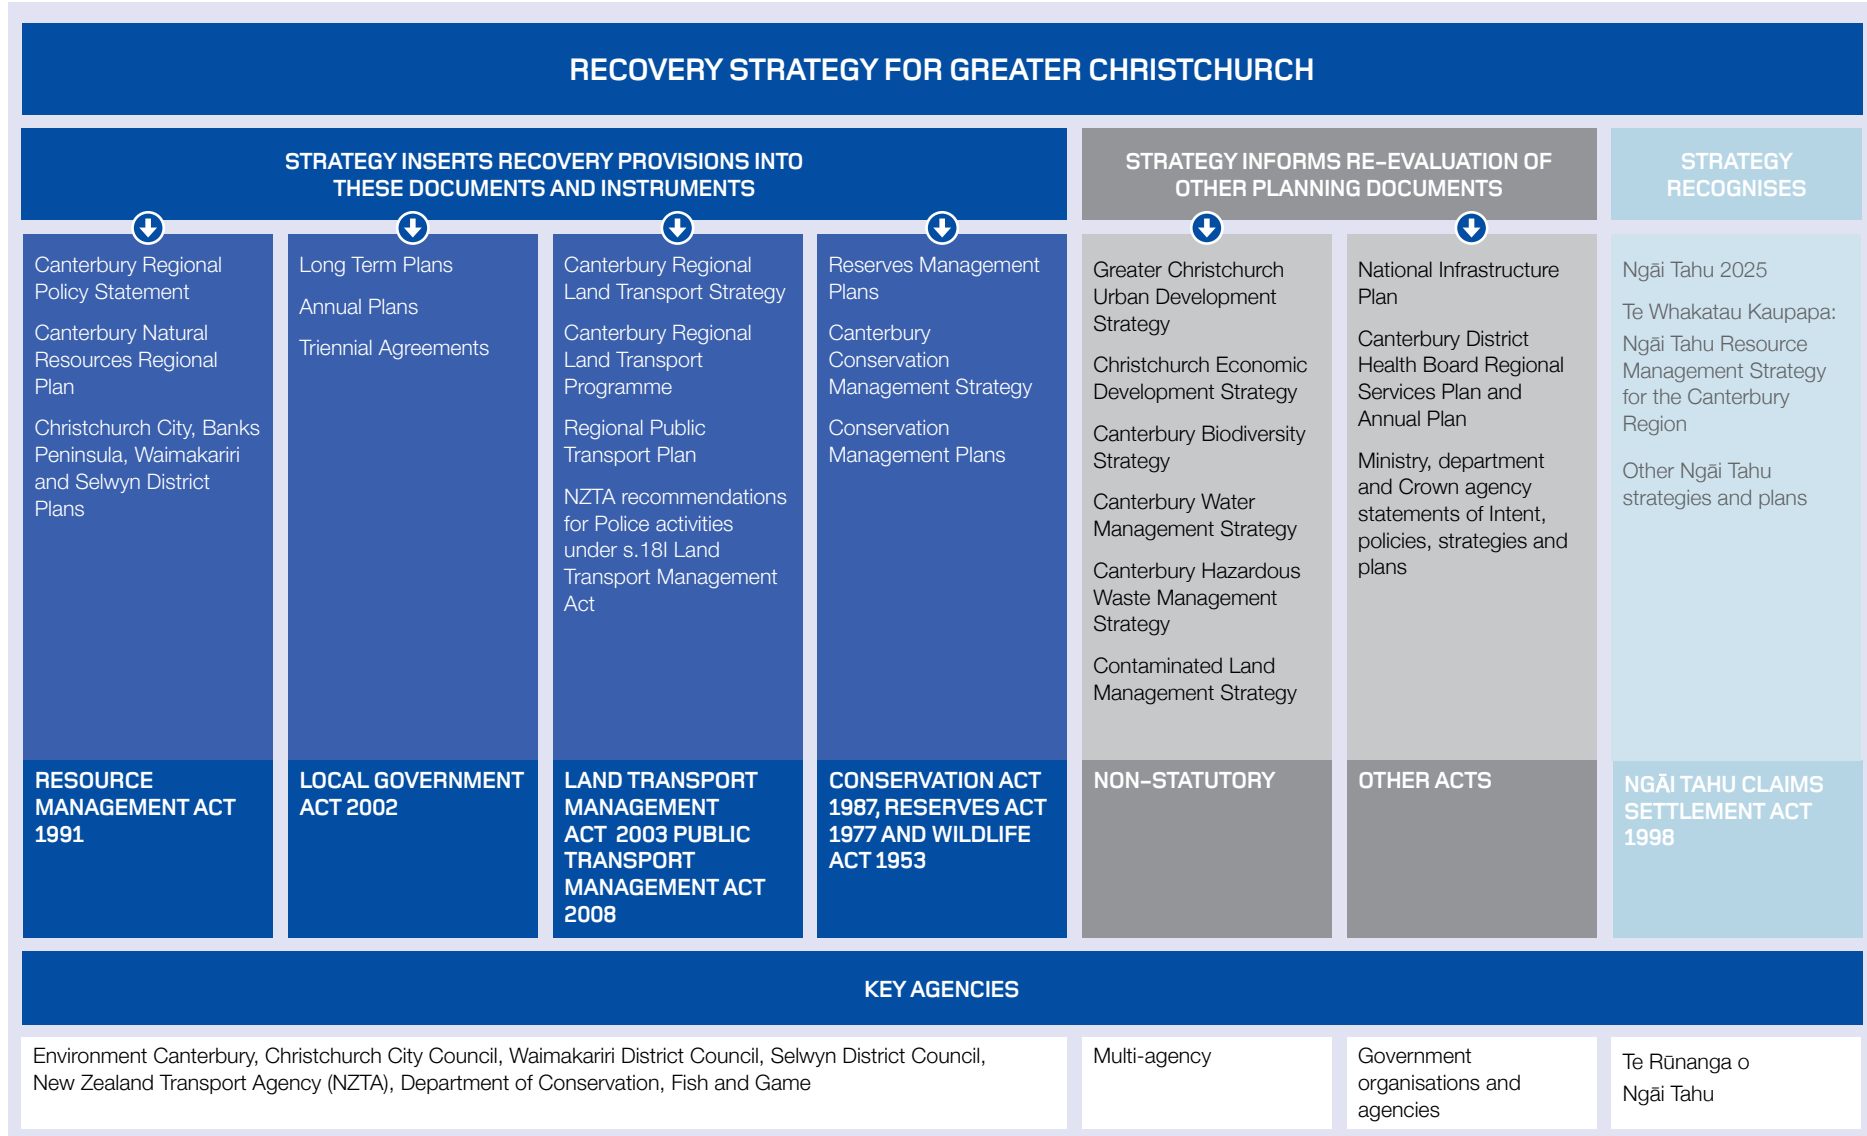 RECOVERY STRATEGY FOR GREATER CHRISTCHURCH
STRATEGY INSERTS RECOVERY PROVISIONS INTO
THESE DOCUMENTS AND INSTRUMENTS
Canterbury Regional
Policy Statement
Canterbury Natural
Resources Regional
Plan
Christchurch City, Banks
Peninsula, Waimakariri
and Selwyn District
Plans
RESOURCE
MANAGEMENT ACT
1991
Long Term Plans
Annual Plans
Triennial Agreements
LOCAL GOVERNMENT
ACT 2002
Canterbury Regional
Land Transport Strategy
Canterbury Regional
Land Transport
Programme
Regional Public
Transport Plan
NZTA recommendations
for Police activities
under s.18I Land
Transport Management
Act
LAND TRANSPORT
MANAGEMENT
ACT 2003 PUBLIC
TRANSPORT
MANAGEMENT ACT
2008
Reserves Management
Plans
Canterbury
Conservation
Management Strategy
Conservation
Management Plans
CONSERVATION ACT
1987, RESERVES ACT
1977 AND WILDLIFE
ACT 1953
STRATEGY INFORMS RE-EVALUATION OF
OTHER PLANNING DOCUMENTS
Greater Christchurch
Urban Development
Strategy
Christchurch Economic
Development Strategy
Canterbury Biodiversity
Strategy
Canterbury Water
Management Strategy
Canterbury Hazardous
Waste Management
Strategy
Contaminated Land
Management Strategy
NON-STATUTORY
National Infrastructure
Plan
Canterbury District
Health Board Regional
Services Plan and
Annual Plan
Ministry, department
and Crown agency
statements of Intent,
policies, strategies and
plans
OTHER ACTS
STRATEGY
RECOGNISES
Ngāi Tahu 2025
Te Whakatau Kaupapa:
Ngāi Tahu Resource
Management Strategy
for the Canterbury
Region
Other Ngāi Tahu
strategies and plans
NGĀI TAHU CLAIMS
SETTLEMENT ACT
1998
KEY AGENCIES
Environment Canterbury, Christchurch City Council, Waimakariri District Council, Selwyn District Council,
New Zealand Transport Agency (NZTA), Department of Conservation, Fish and Game
Multi-agency
Government
organisations and
agencies
Te Rūnanga o
Ngāi Tahu